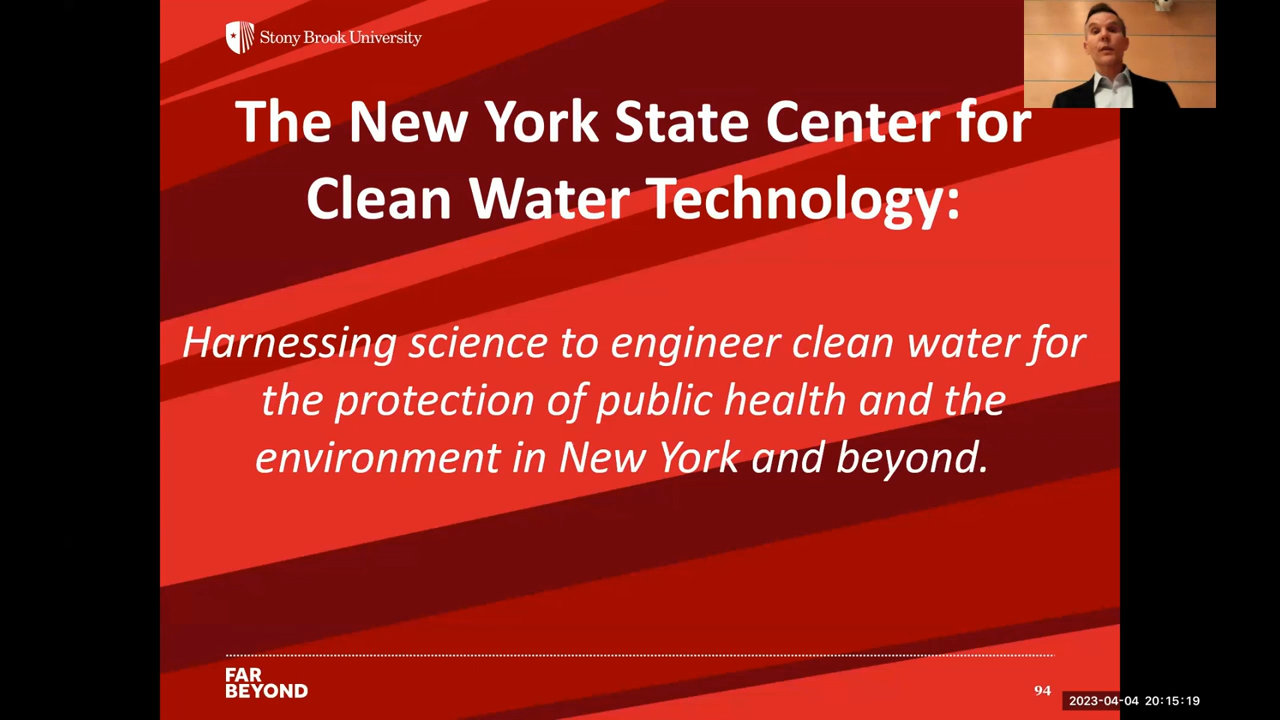 Stony Brook University
The New York State Center for
Clean Water Technology:
Harnessing science to engineer clean water for
the protection of public health and the
environment in New York and beyond.
FAR
BEYOND
94
2023-04-04 20:15:19